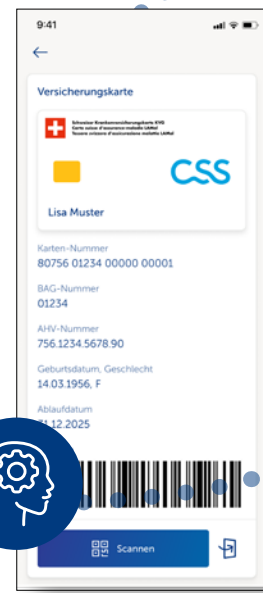 9:41
Versicherungskarte
Schweizer Krankenversicherungskarte KVG
Carte suisse d'assurance-maladie LAMal
Tessera svizzera d'assicurazione malattie LAMal
CSS
Lisa Muster
Karten-Nummer
80756 01234 00000 00001
BAG-Nummer
01234
AHV-Nummer
756.1234.5678.90
Geburtsdatum, Geschlecht
14.03.1956, F
Ablaufdatum
31.12.2025
Scannen